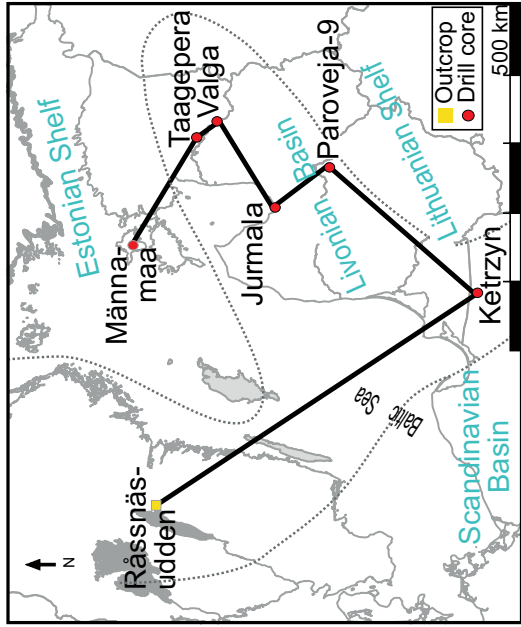 Estonian Shelf
Taagepera
Valga
Männa-
maa
Paroveja-9
Jurmala
Livonian Basin
Lithuanian Shelf
Outcrop
Drill core
500 km
Ketrzyn
Råssnäs-
udden
Baltic
Sea
Scandinavian
Basin
N